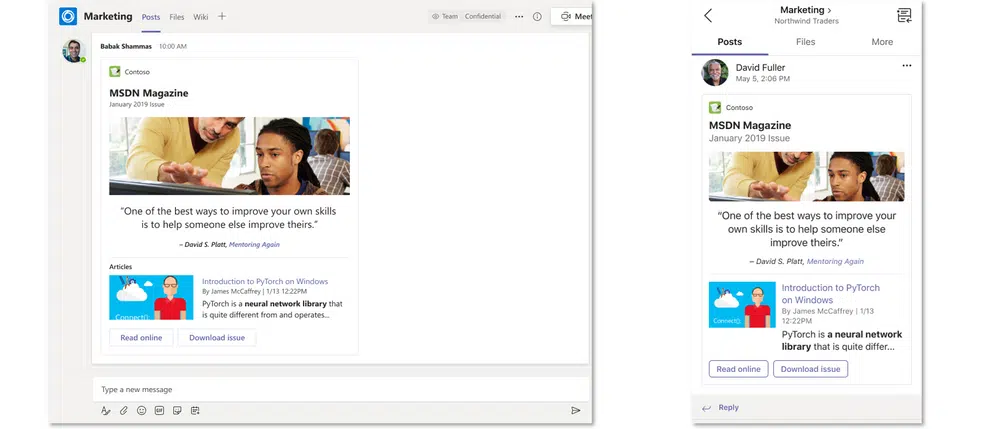 Marketing Posts Files Wiki
Team Confidential
Meet
Babak Shammas 10:00 AM
Contoso
MSDN Magazine
January 2019 Issue
“One of the best ways to improve your own skills
is to help someone else improve theirs.”
– David S. Platt, Mentoring Again
Articles
Connect();
Introduction to PyTorch on Windows
By James McCaffrey | 1/13 12:22PM
PyTorch is a neural network library that
is quite different from and operates...
Read online Download issue
Type a new message
GIF
Marketing
Northwind Traders
Posts Files More
David Fuller
May 5, 2:06 PM
Contoso
MSDN Magazine
January 2019 Issue
“One of the best ways to improve your
own skills is to help someone else
improve theirs.”
– David S. Platt, Mentoring Again
Connect();
Introduction to PyTorch
on Windows
By James McCaffrey | 1/13
12:22PM
PyTorch is a neural network
library that is quite differ...
Read online Download issue
Reply